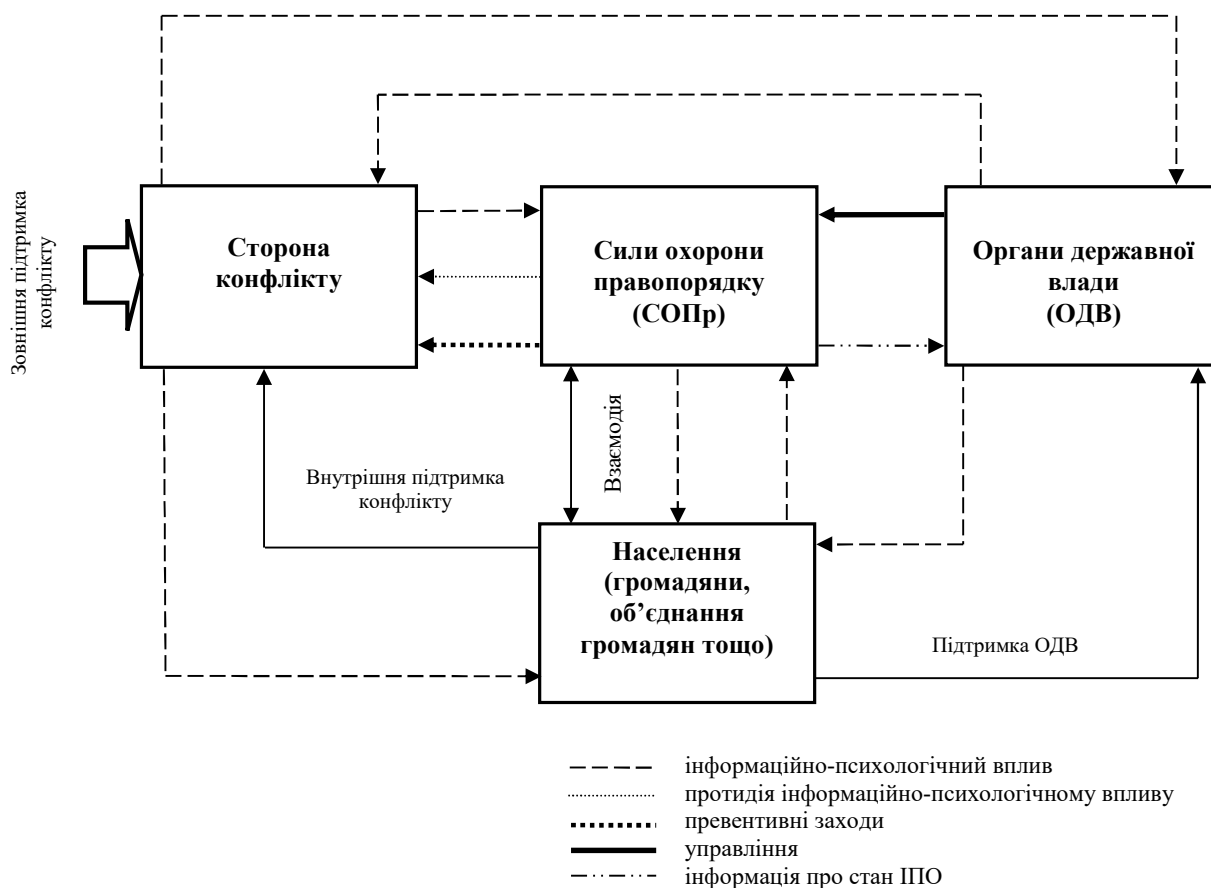 Зовнішня підтримка
конфлікту
Сторона
конфлікту
Сили охорони
правопорядку
(СОПр)
Органи державної
влади
(ОДВ)
Внутрішня підтримка
конфлікту
Взаємодія
Населення
(громадяни,
об’єднання
громадян тощо)
Підтримка ОДВ
інформаційно-психологічний вплив
протидія інформаційно-психологічному впливу
превентивні заходи
управління
інформація про стан ІПО